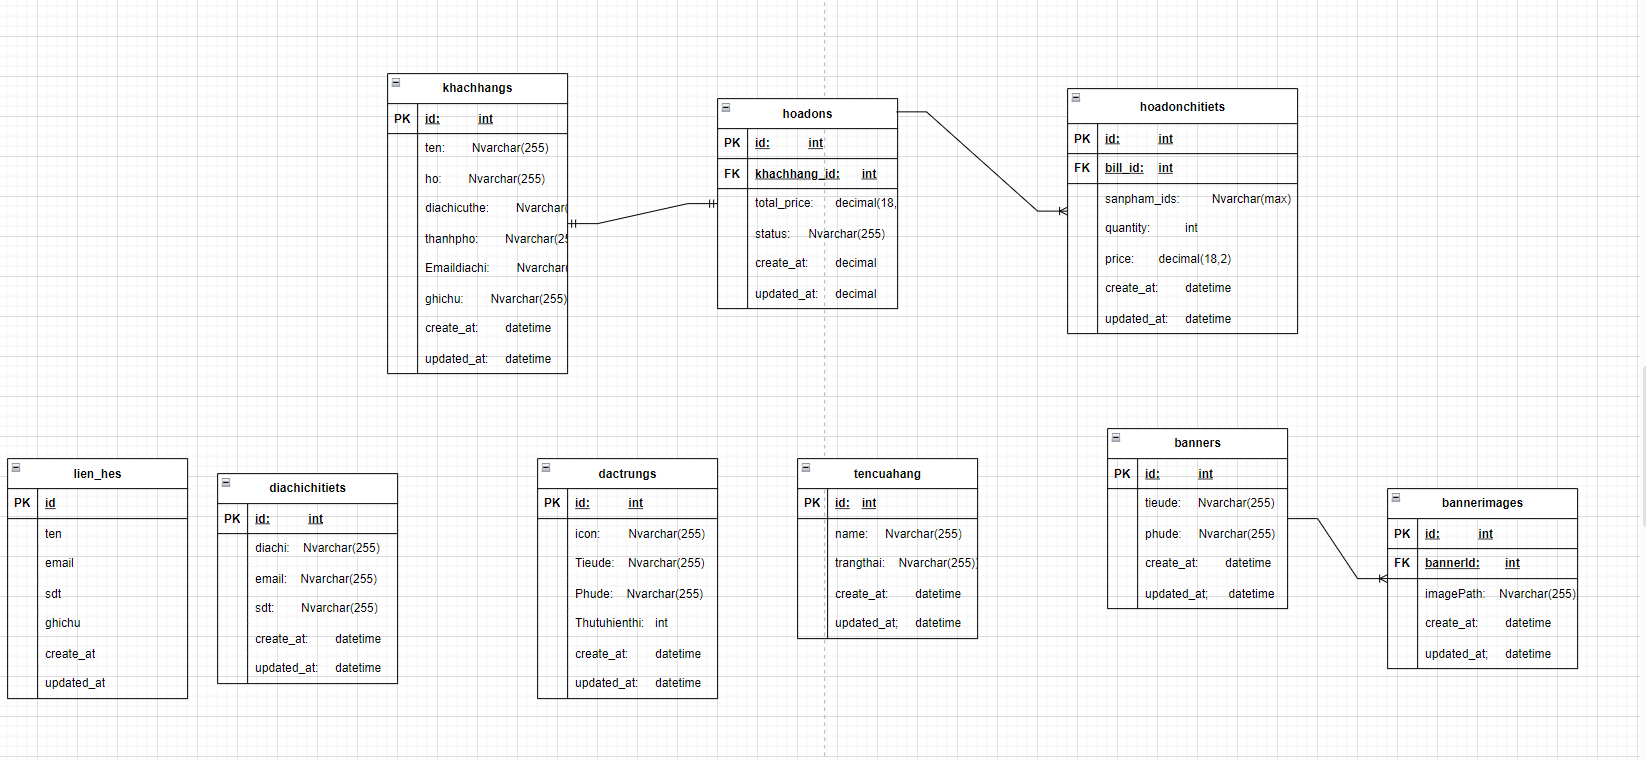 khachhangs
PK id: int
ten: Nvarchar(255)
ho: Nvarchar(255)
diachicuthe: Nvarchar(
thanhpho: Nvarchar(25
Emaildiachi: Nvarchar(
ghichu: Nvarchar(255)
create_at: datetime
updated_at: datetime
hoadons
PK id: int
FK khachhang_id: int
total_price: decimal(18,
status: Nvarchar(255)
create_at: decimal
updated_at: decimal
hoadonchitiets
PK id: int
FK bill_id: int
sanpham_ids: Nvarchar(max)
quantity: int
price: decimal(18,2)
create_at: datetime
updated_at: datetime
lien_hes
PK id
ten
email
sdt
ghichu
create_at
updated_at
diachichitiets
PK id: int
diachi: Nvarchar(255)
email: Nvarchar(255)
sdt: Nvarchar(255)
create_at: datetime
updated_at: datetime
dactrungs
PK id: int
icon: Nvarchar(255)
Tieude: Nvarchar(255)
Phude: Nvarchar(255)
Thutuhienthi: int
create_at: datetime
updated_at: datetime
tencuahang
PK id: int
name: Nvarchar(255)
trangthai: Nvarchar(255)
create_at: datetime
updated_at; datetime
banners
PK id: int
tieude: Nvarchar(255)
phude: Nvarchar(255)
create_at: datetime
updated_at; datetime
bannerimages
PK id: int
FK bannerId: int
imagePath: Nvarchar(255)
create_at: datetime
updated_at; datetime